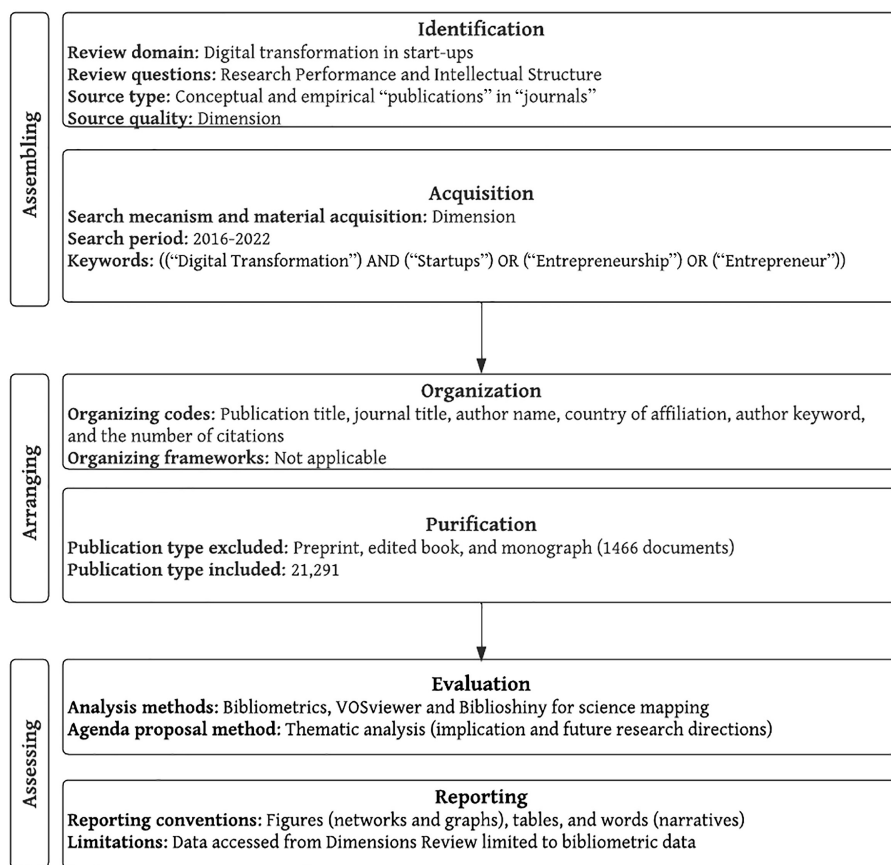 Assembling
Identification
Review domain: Digital transformation in start-ups
Review questions: Research Performance and Intellectual Structure
Source type: Conceptual and empirical “publications” in “journals”
Source quality: Dimension
Acquisition
Search mecanism and material acquisition: Dimension
Search period: 2016-2022
Keywords: ((“Digital Transformation”) AND (“Startups”) OR (“Entrepreneurship”) OR (“Entrepreneur”))
Arranging
Organization
Organizing codes: Publication title, journal title, author name, country of affiliation, author keyword,
and the number of citations
Organizing frameworks: Not applicable
Purification
Publication type excluded: Preprint, edited book, and monograph (1466 documents)
Publication type included: 21,291
Assessing
Evaluation
Analysis methods: Bibliometrics, VOSviewer and Biblioshiny for science mapping
Agenda proposal method: Thematic analysis (implication and future research directions)
Reporting
Reporting conventions: Figures (networks and graphs), tables, and words (narratives)
Limitations: Data accessed from Dimensions Review limited to bibliometric data